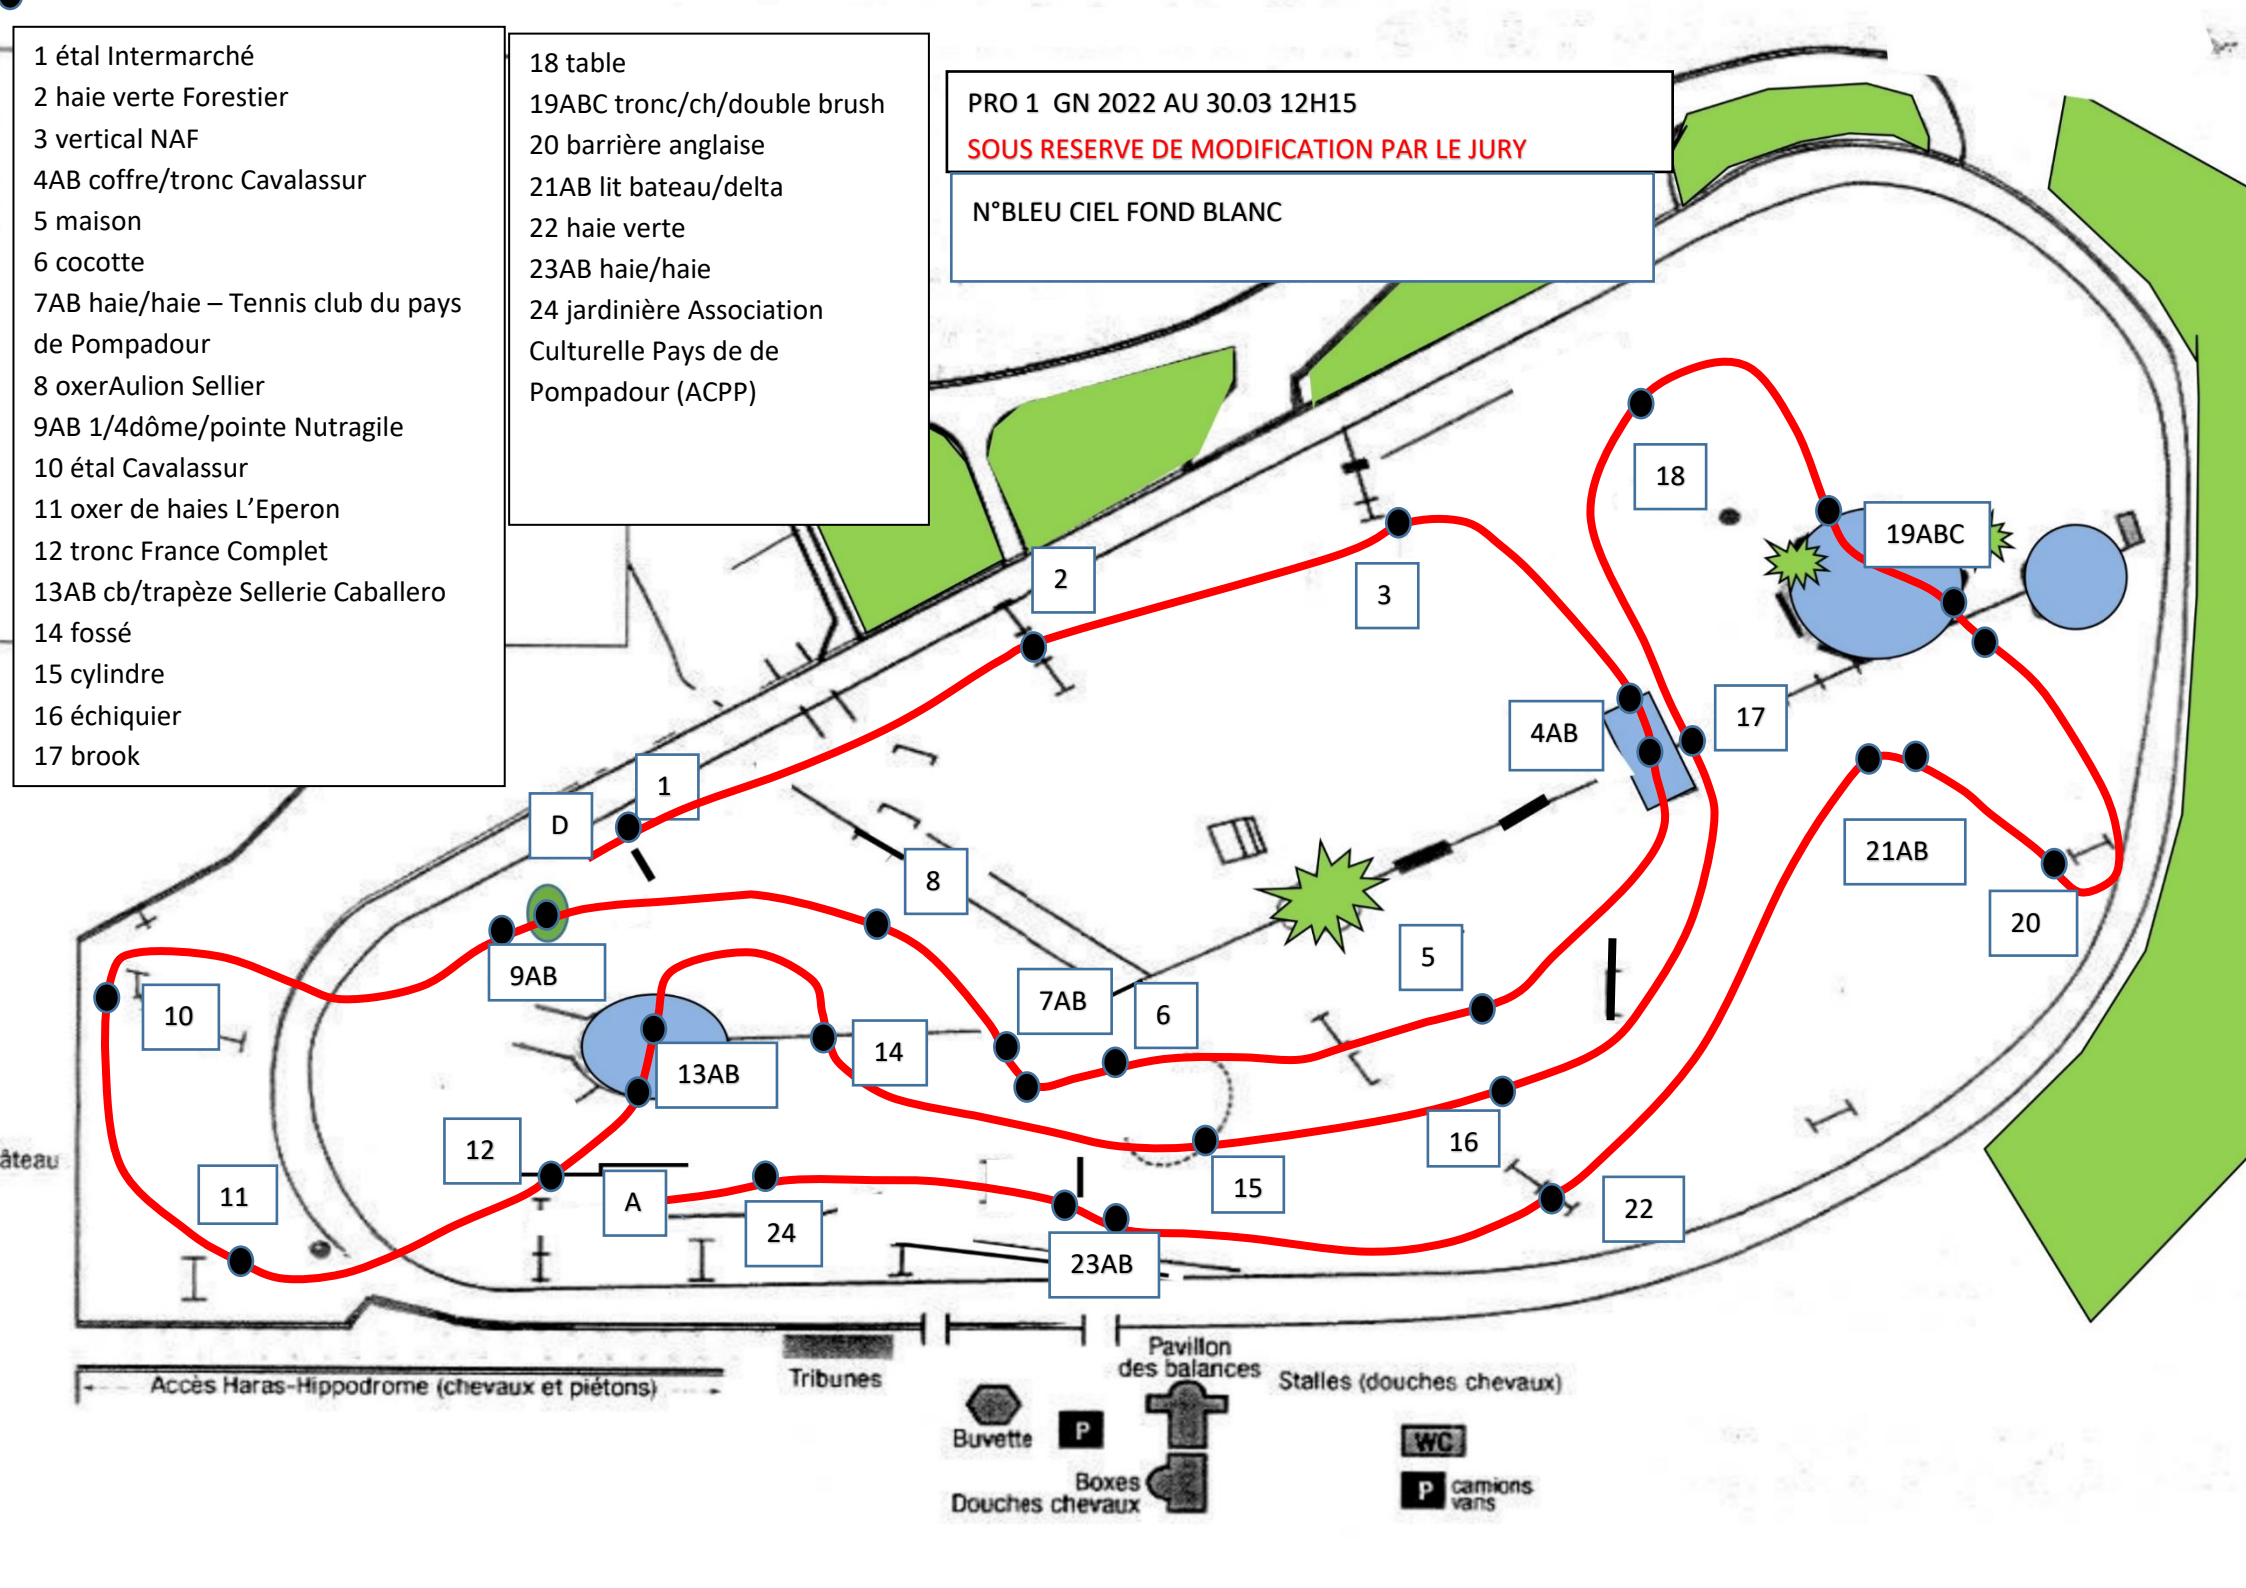 1 étal Intermarché
2 haie verte Forestier
3 vertical NAF
4AB coffre/tronc Cavalassur
5 maison
6 cocotte
7AB haie/haie – Tennis club du pays
de Pompadour
8 oxerAulion Sellier
9AB 1/4dôme/pointe Nutragile
10 étal Cavalassur
11 oxer de haies L'Eperon
12 tronc France Complet
13AB cb/trapèze Sellerie Caballero
14 fossé
15 cylindre
16 échiquier
17 brook
18 table
19ABC tronc/ch/double brush
20 barrière anglaise
21AB lit bateau/delta
22 haie verte
23AB haie/haie
24 jardinière Association
Culturelle Pays de de
Pompadour (ACPP)
PRO 1 GN 2022 AU 30.03 12H15
SOUS RESERVE DE MODIFICATION PAR LE JURY
N°BLEU CIEL FOND BLANC
18
19ABC
2
3
17
4AB
1
D
21AB
8
20
5
9AB
7AB
6
10
14
13AB
16
12
15
11
A
22
24
23AB
âteau
Accès Haras-Hippodrome (chevaux et piétons)
Tribunes
Pavillon
des balances
Stalles (douches chevaux)
Buvette
P
WC
Boxes
Douches chevaux
P camions
vans